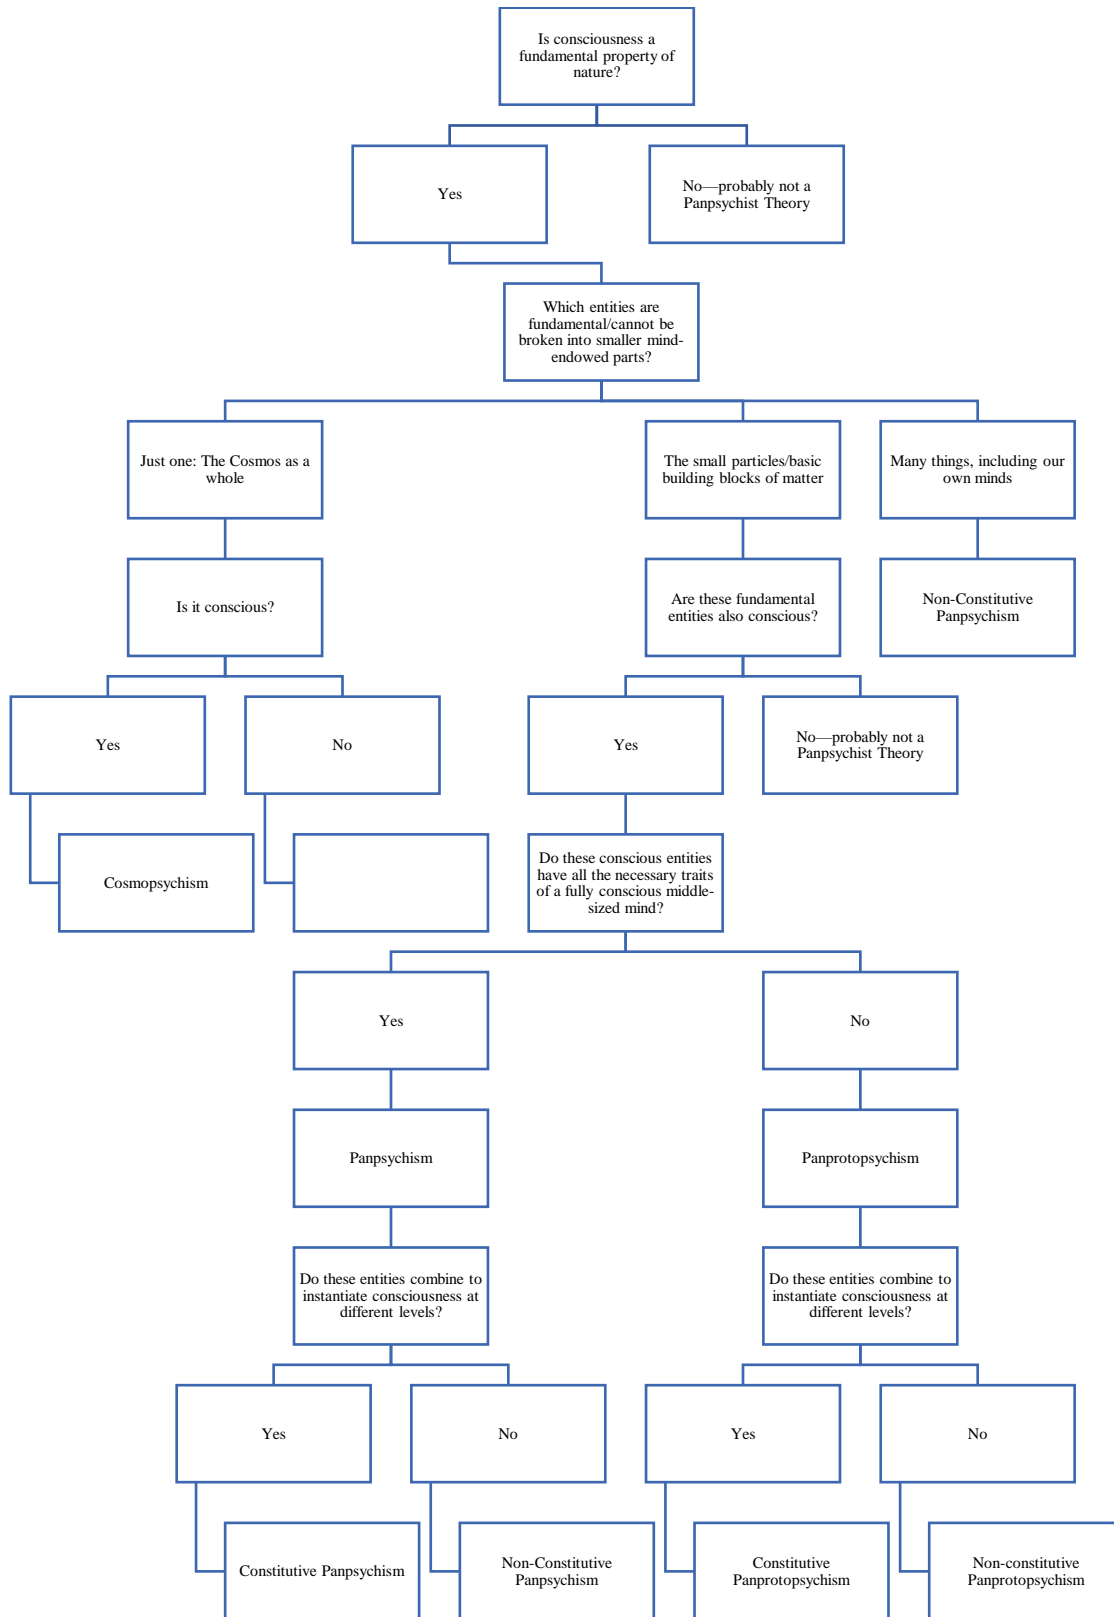 Is consciousness a
fundamental property of
nature?
Yes
No—probably not a
Panpsychist Theory
Which entities are
fundamental/cannot be
broken into smaller mind-
endowed parts?
Just one: The Cosmos as a
whole
The small particles/basic
building blocks of matter
Many things, including our
own minds
Is it conscious?
Are these fundamental
entities also conscious?
Non-Constitutive
Panpsychism
Yes
No
Yes
No—probably not a
Panpsychist Theory
Cosmopsychism
Do these conscious entities
have all the necessary traits
of a fully conscious middle-
sized mind?
Yes
No
Panpsychism
Panprotopsychism
Do these entities combine to
instantiate consciousness at
different levels?
Do these entities combine to
instantiate consciousness at
different levels?
Yes
No
Yes
No
Constitutive Panpsychism
Non-Constitutive
Panpsychism
Constitutive
Panprotopsychism
Non-constitutive
Panprotopsychism